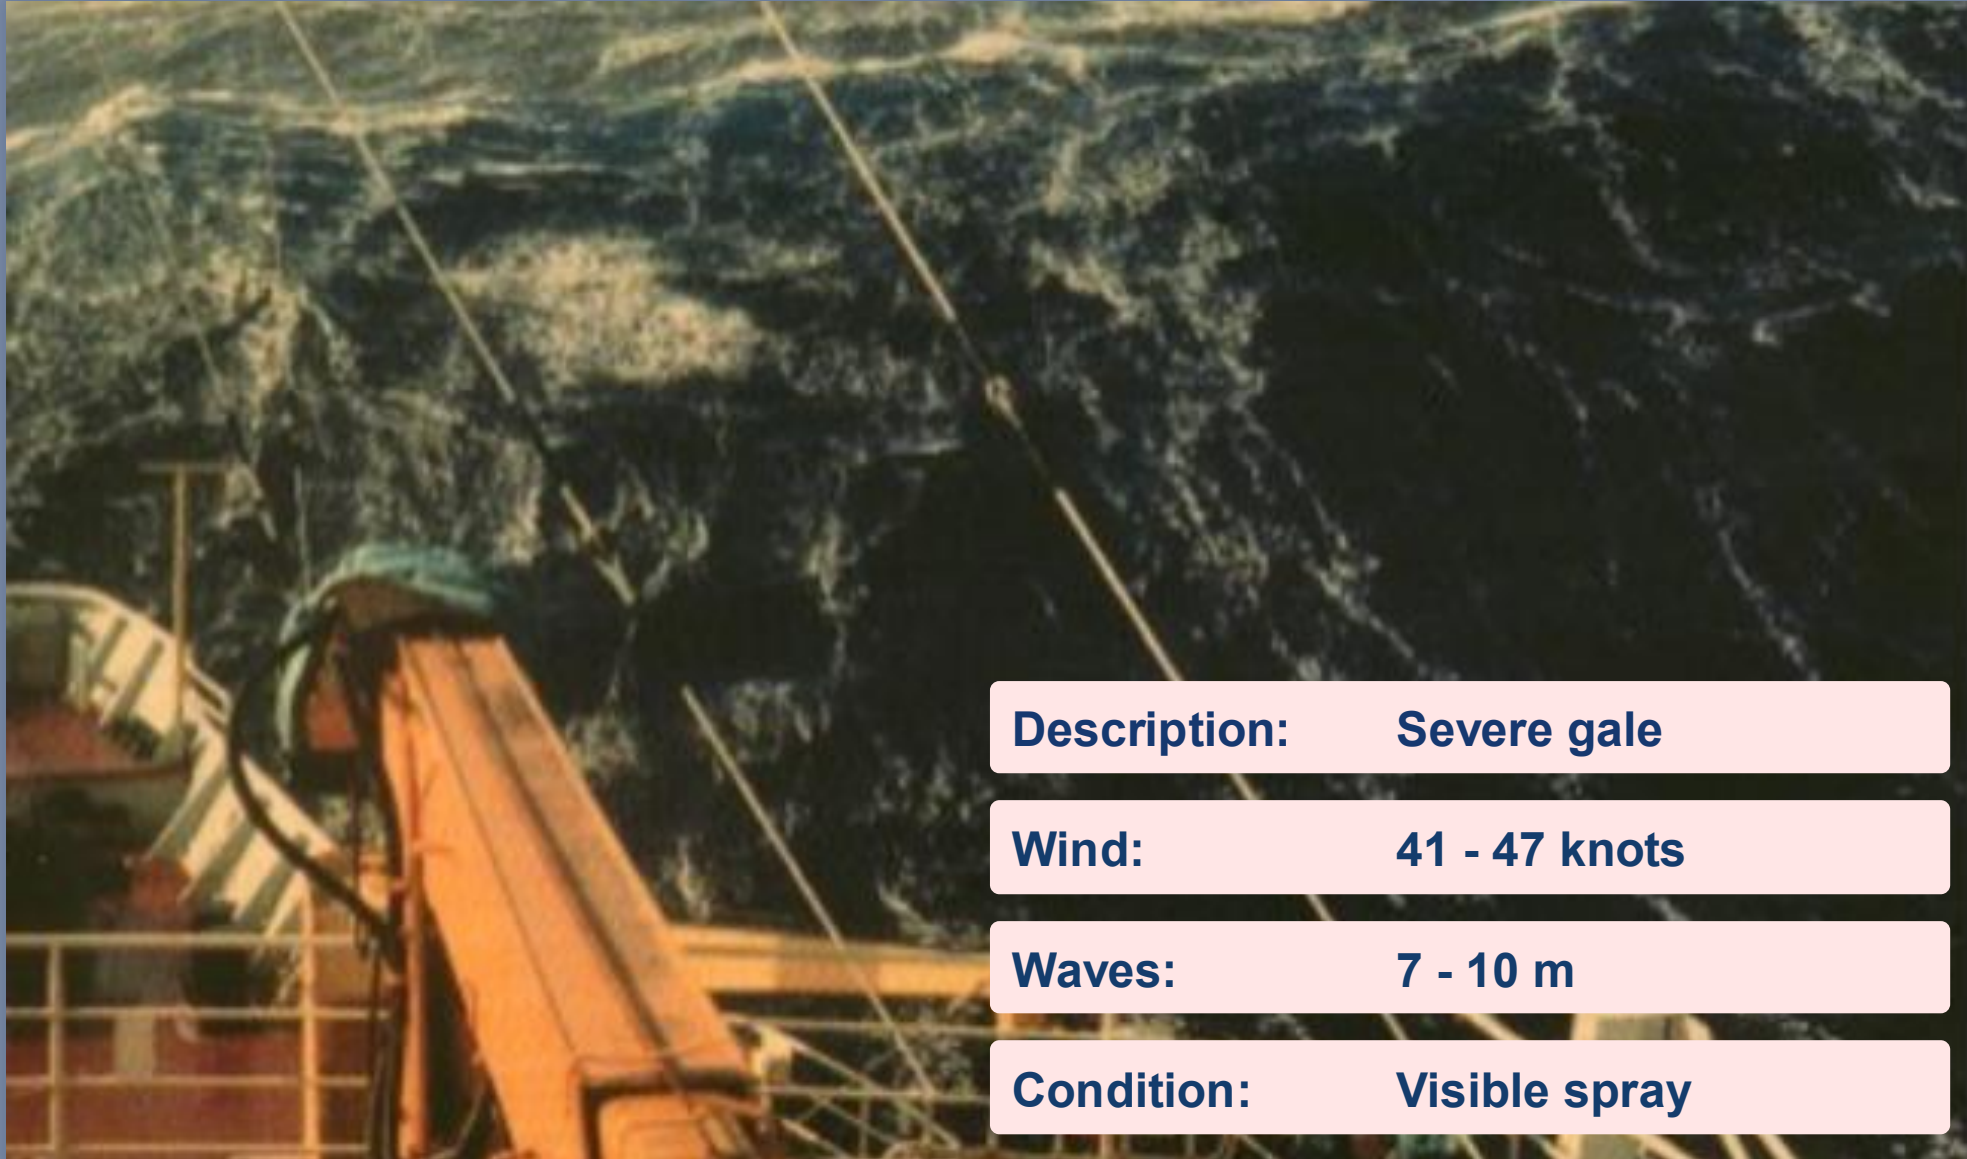 Description: Severe gale
Wind: 41 - 47 knots
Waves: 7 - 10 m
Condition: Visible spray